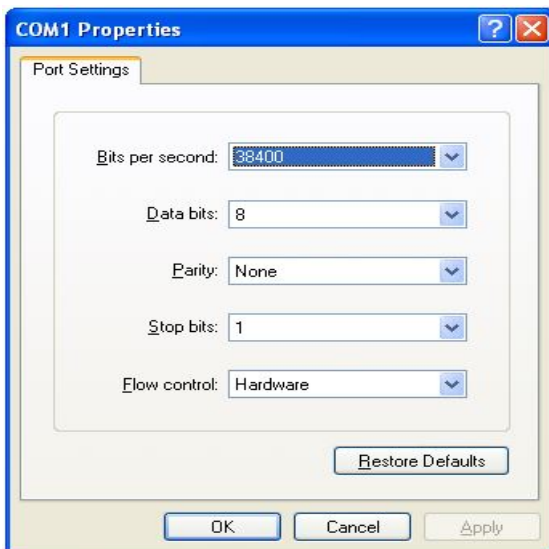 COM1 Properties
Port Settings
Bits per second: 38400
Data bits: 8
Parity: None
Stop bits: 1
Flow control: Hardware
Restore Defaults
OK Cancel Apply